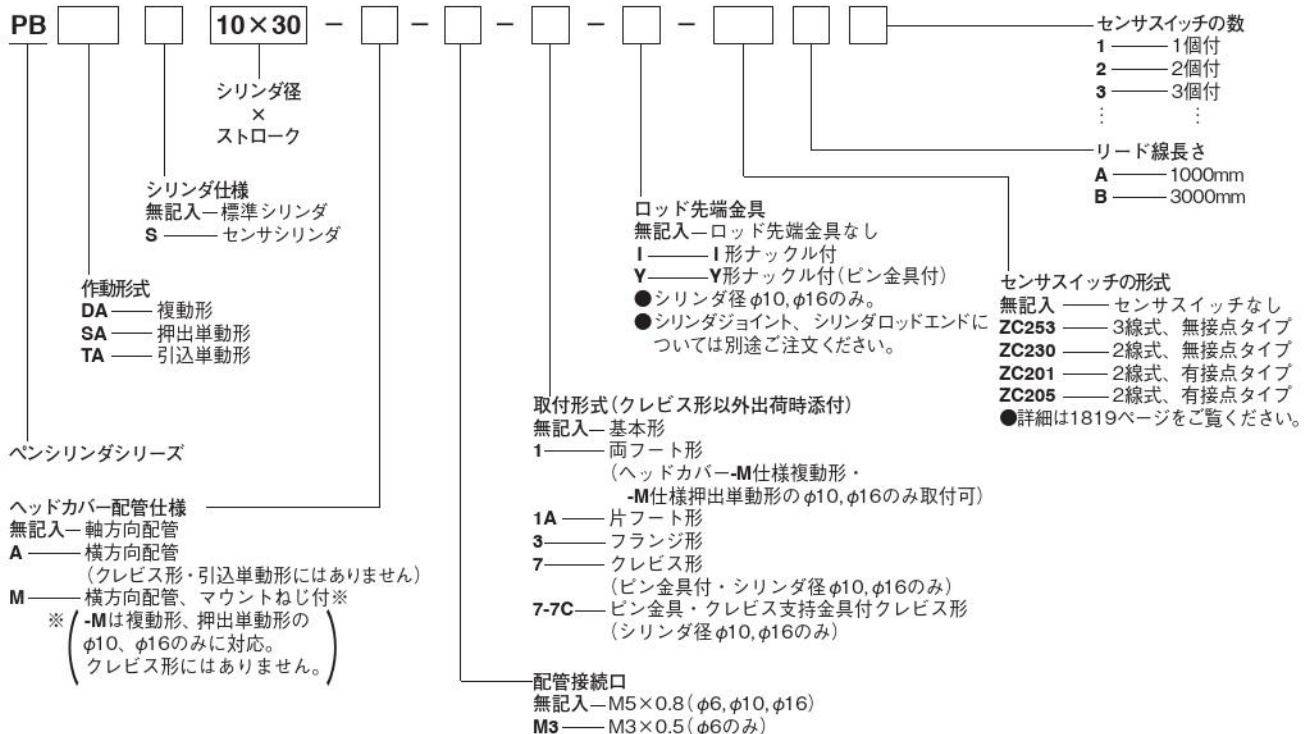 PB 10×30 － － － － －
シリンダ径
×
ストローク
シリンダ仕様
無記入―標準シリンダ
S――センサシリンダ
作動形式
DA――複動形
SA――押出単動形
TA――引込単動形
ペンシリンダシリーズ
ヘッドカバー配管仕様
無記入―軸方向配管
A――横方向配管
(クレビス形・引込単動形にはありません)
M――横方向配管、マウントねじ付※
※(-Mは複動形、押出単動形の
φ10、φ16のみに対応。
クレビス形にはありません。)
配管接続口
無記入―M5×0.8(φ6,φ10,φ16)
M3――M3×0.5(φ6のみ)
取付形式(クレビス形以外出荷時添付)
無記入―基本形
1――両フート形
(ヘッドカバー-M仕様複動形・
-M仕様押出単動形のφ10,φ16のみ取付可)
1A――片フート形
3――フランジ形
7――クレビス形
(ピン金具付・シリンダ径φ10,φ16のみ)
7-7C―ピン金具・クレビス支持金具付クレビス形
(シリンダ径φ10,φ16のみ)
ロッド先端金具
無記入―ロッド先端金具なし
I――I形ナックル付
Y――Y形ナックル付(ピン金具付)
●シリンダ径φ10,φ16のみ。
●シリンダジョイント、シリンダロッドエンドに
ついては別途ご注文ください。
センサスイッチの形式
無記入――センサスイッチなし
ZC253――3線式、無接点タイプ
ZC230――2線式、無接点タイプ
ZC201――2線式、有接点タイプ
ZC205――2線式、有接点タイプ
●詳細は1819ページをご覧ください。
リード線長さ
A――1000mm
B――3000mm
センサスイッチの数
1――1個付
2――2個付
3――3個付
⋮ ⋮